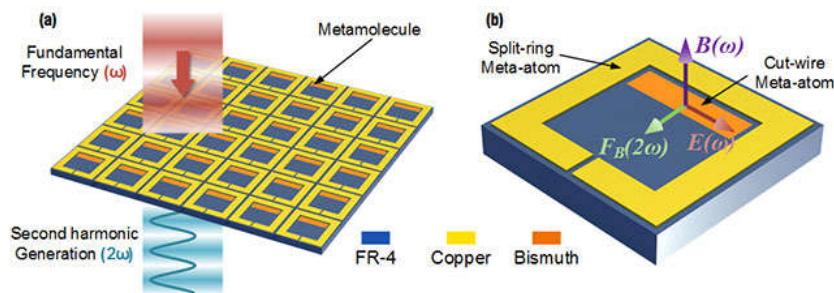 (a)
Fundamental
Frequency (ω)
Metamolecule
Second harmonic
Generation (2ω)
FR-4 Copper Bismuth
(b)
Split-ring
Meta-atom
B(ω)
Cut-wire
Meta-atom
F_B(2ω)
E(ω)